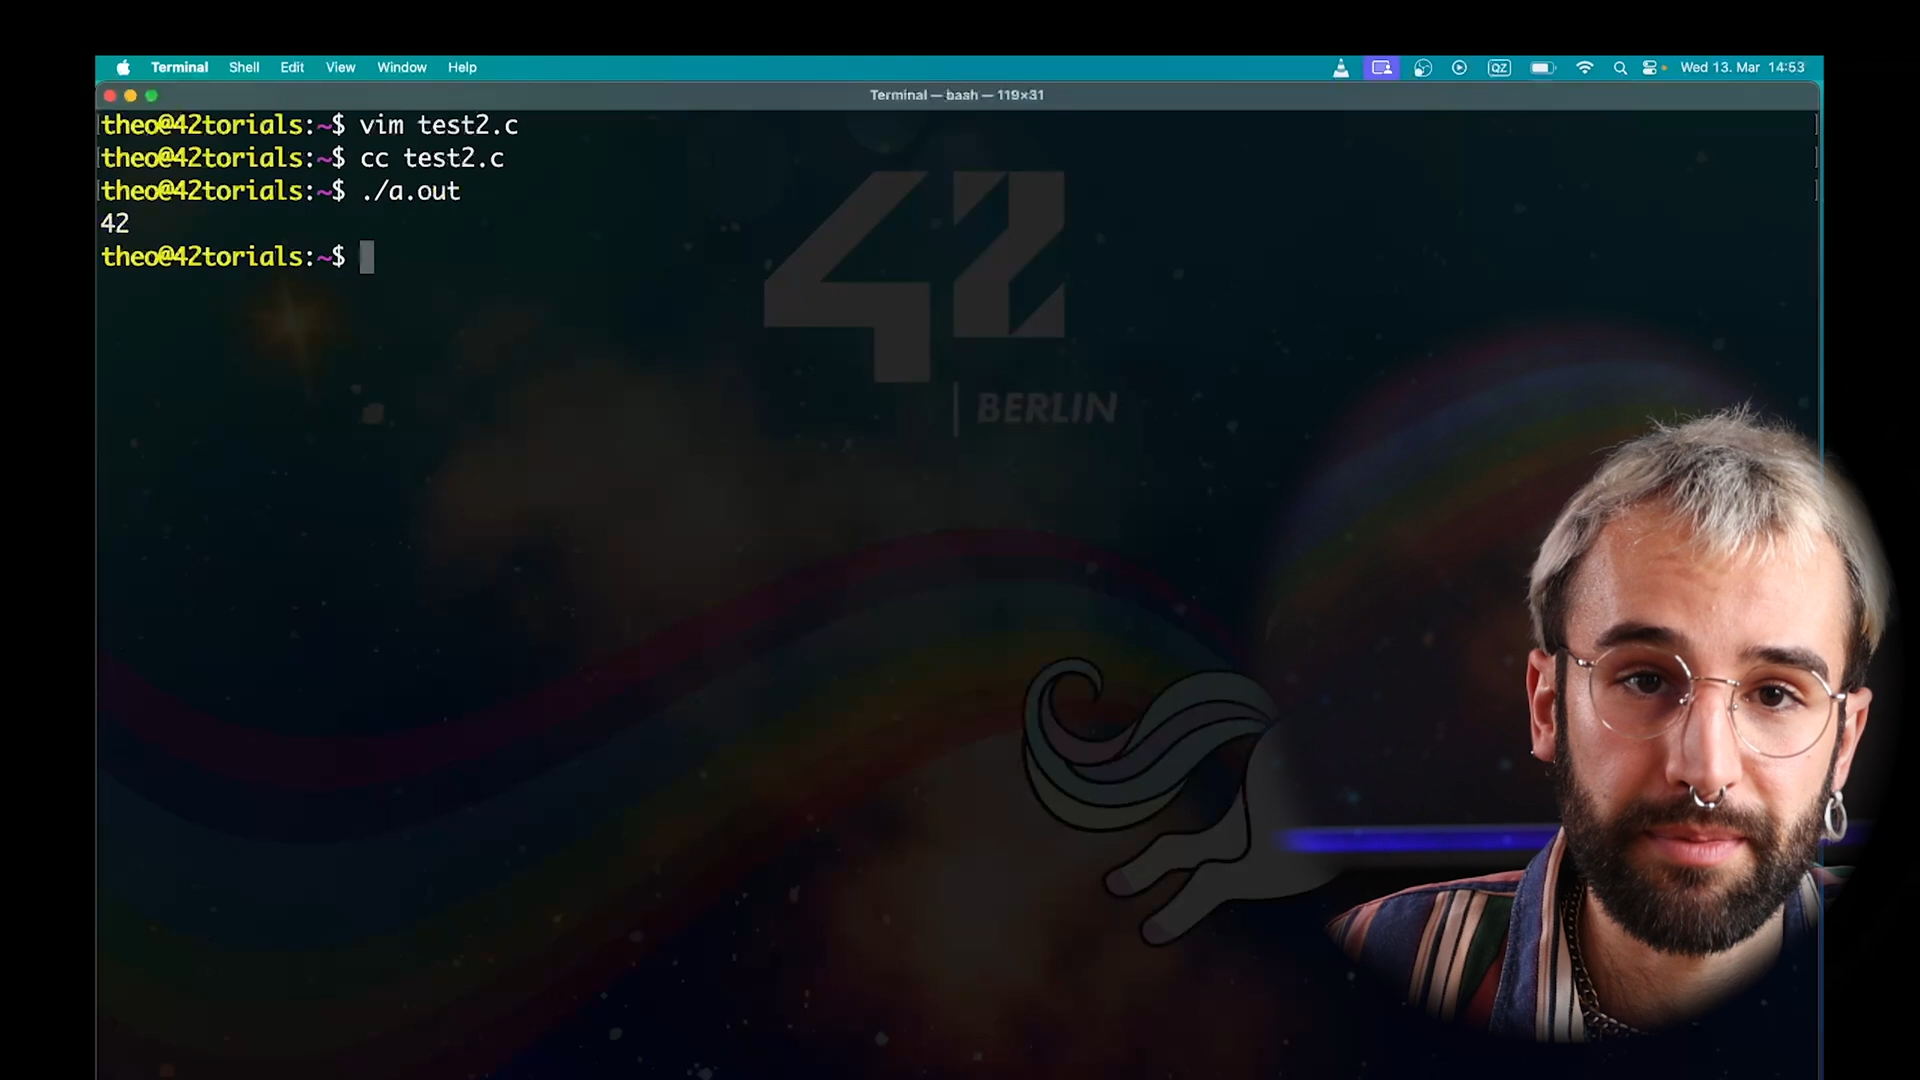 Terminal Shell Edit View Window Help QZ Wed 13. Mar 14:53
Terminal — bash — 119×31
theo@42torials:~$ vim test2.c
theo@42torials:~$ cc test2.c
theo@42torials:~$ ./a.out
42
theo@42torials:~$
42
BERLIN